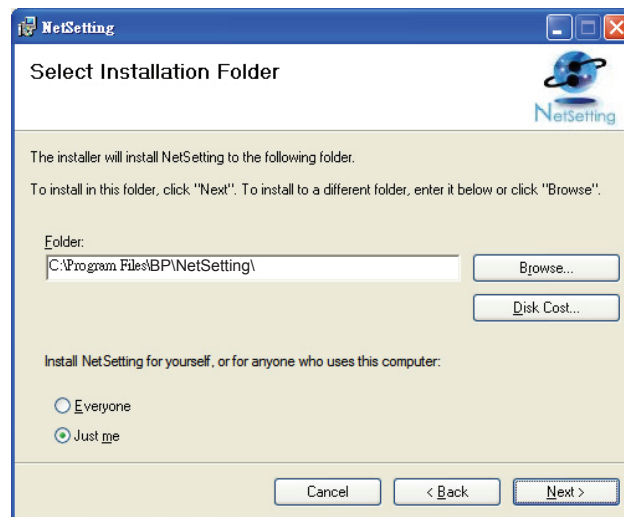 NetSetting
Select Installation Folder
NetSetting
The installer will install NetSetting to the following folder.
To install in this folder, click "Next". To install to a different folder, enter it below or click "Browse".
Folder:
C:\Program Files\BP\NetSetting\
Browse...
Disk Cost...
Install NetSetting for yourself, or for anyone who uses this computer:
Everyone
Just me
Cancel
< Back
Next >